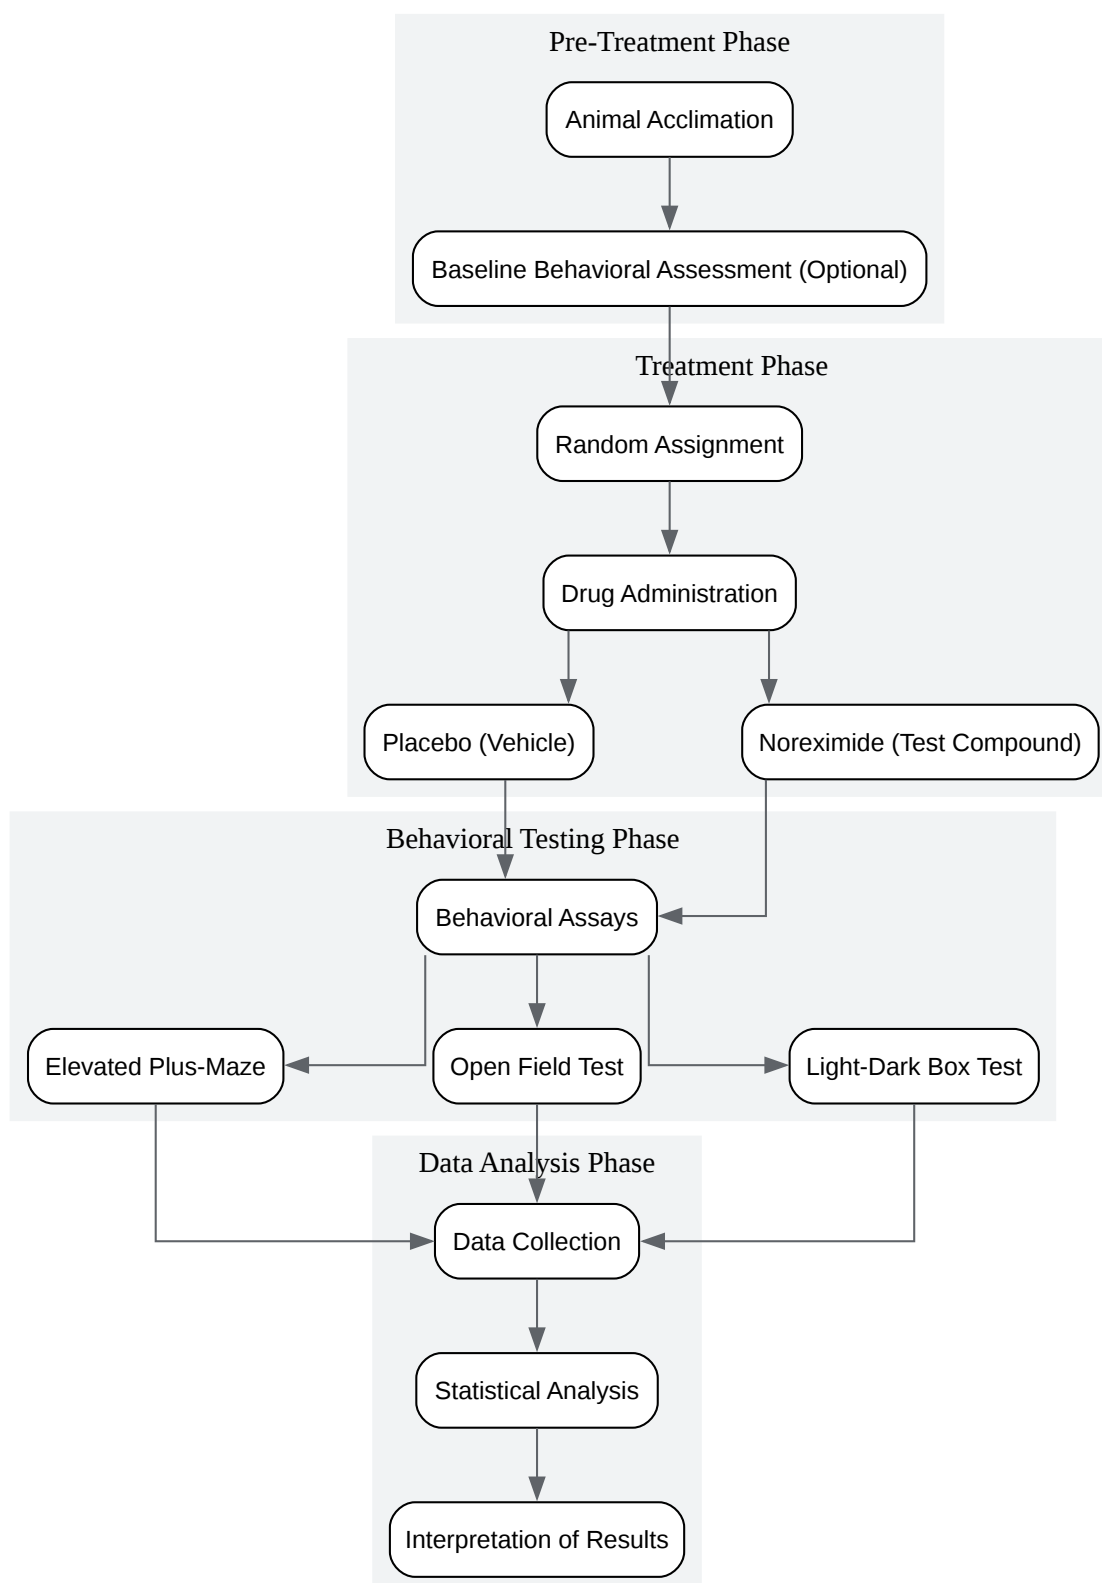 Pre-Treatment Phase
Animal Acclimation
Baseline Behavioral Assessment (Optional)
Treatment Phase
Random Assignment
Drug Administration
Placebo (Vehicle)
Noreximide (Test Compound)
Behavioral Testing Phase
Behavioral Assays
Elevated Plus-Maze
Open Field Test
Light-Dark Box Test
Data Analysis Phase
Data Collection
Statistical Analysis
Interpretation of Results